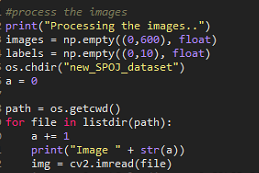 #process the images
print("Processing the images..")
images = np.empty((0,600), float)
labels = np.empty((0,10), float)
os.chdir("new_SPOJ_dataset")
a = 0
path = os.getcwd()
for file in listdir(path):
a += 1
print("Image " + str(a))
img = cv2.imread(file)